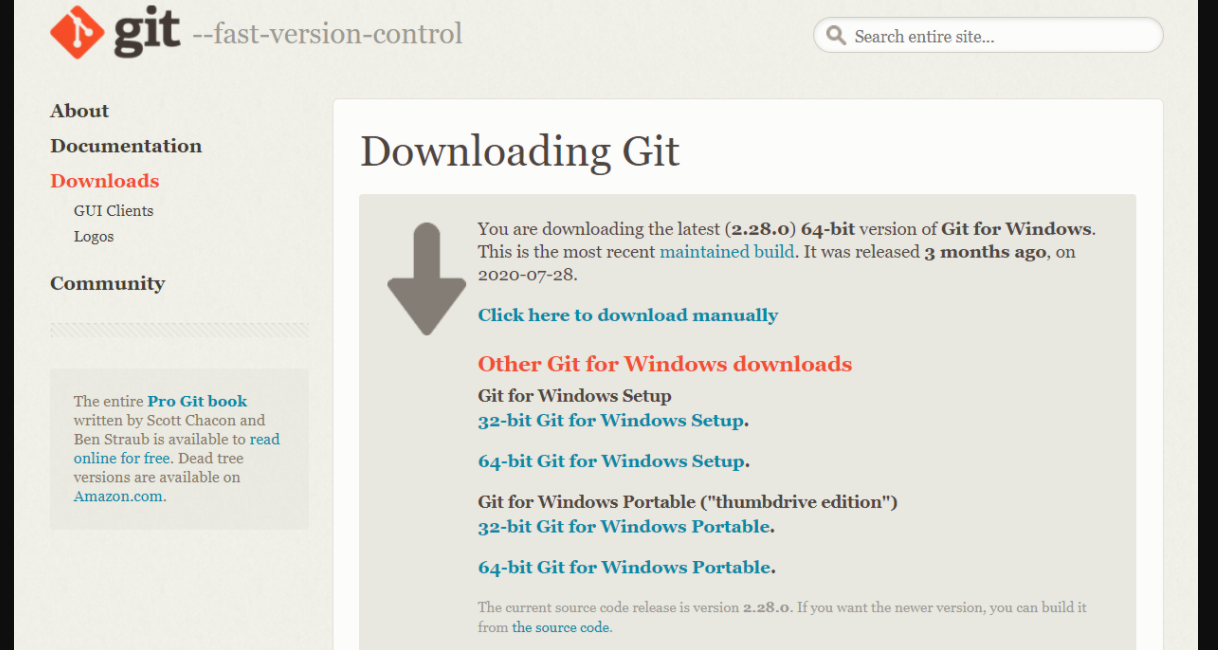 git --fast-version-control
Search entire site...
About
Documentation
Downloads
GUI Clients
Logos
Community
The entire Pro Git book
written by Scott Chacon and
Ben Straub is available to read
online for free. Dead tree
versions are available on
Amazon.com.
Downloading Git
You are downloading the latest (2.28.0) 64-bit version of Git for Windows.
This is the most recent maintained build. It was released 3 months ago, on
2020-07-28.
Click here to download manually
Other Git for Windows downloads
Git for Windows Setup
32-bit Git for Windows Setup.
64-bit Git for Windows Setup.
Git for Windows Portable ("thumbdrive edition")
32-bit Git for Windows Portable.
64-bit Git for Windows Portable.
The current source code release is version 2.28.0. If you want the newer version, you can build it
from the source code.